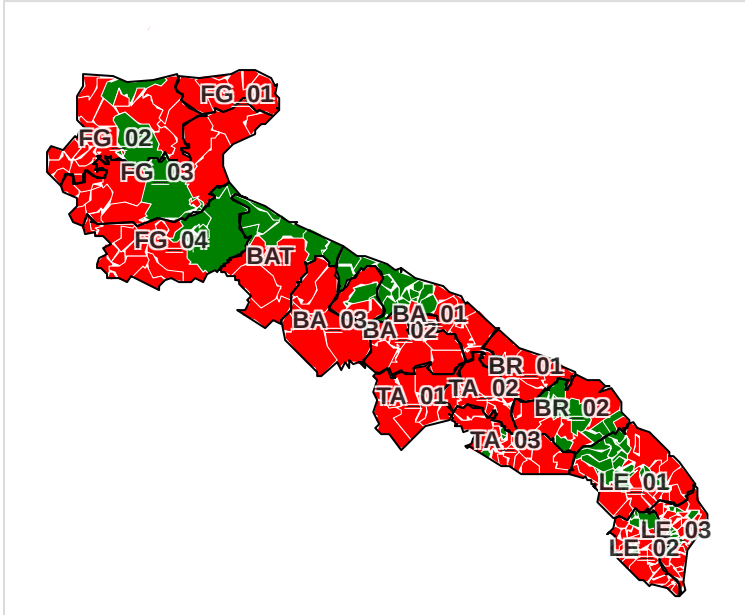 FG_01
FG_02
FG_03
FG_04
BAT
BA_01
BA_03
BA_02
BR_01
TA_02
TA_01
BR_02
TA_03
LE_01
LE_03
LE_02